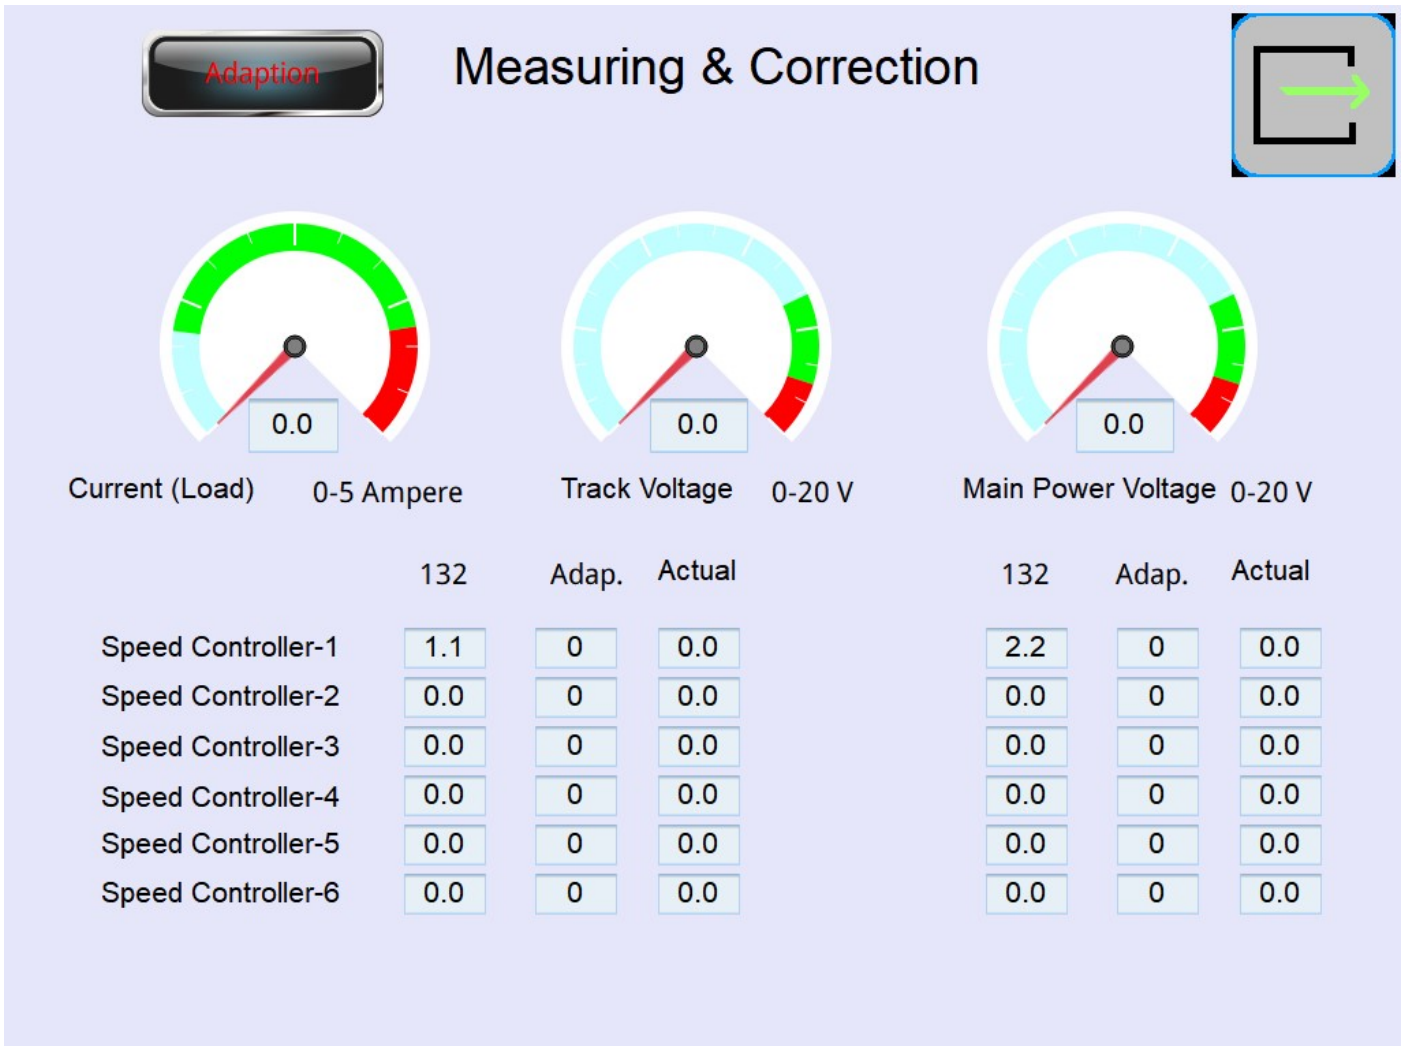 Adaption
Measuring & Correction
0.0 0.0 0.0
Current (Load) 0-5 Ampere Track Voltage 0-20 V Main Power Voltage 0-20 V
132 Adap. Actual 132 Adap. Actual
Speed Controller-1 1.1 0 0.0 2.2 0 0.0
Speed Controller-2 0.0 0 0.0 0.0 0 0.0
Speed Controller-3 0.0 0 0.0 0.0 0 0.0
Speed Controller-4 0.0 0 0.0 0.0 0 0.0
Speed Controller-5 0.0 0 0.0 0.0 0 0.0
Speed Controller-6 0.0 0 0.0 0.0 0 0.0